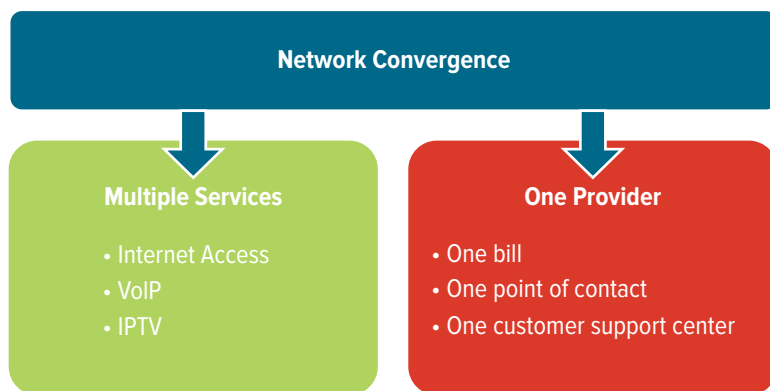 Network Convergence
Multiple Services
• Internet Access
• VoIP
• IPTV
One Provider
• One bill
• One point of contact
• One customer support center